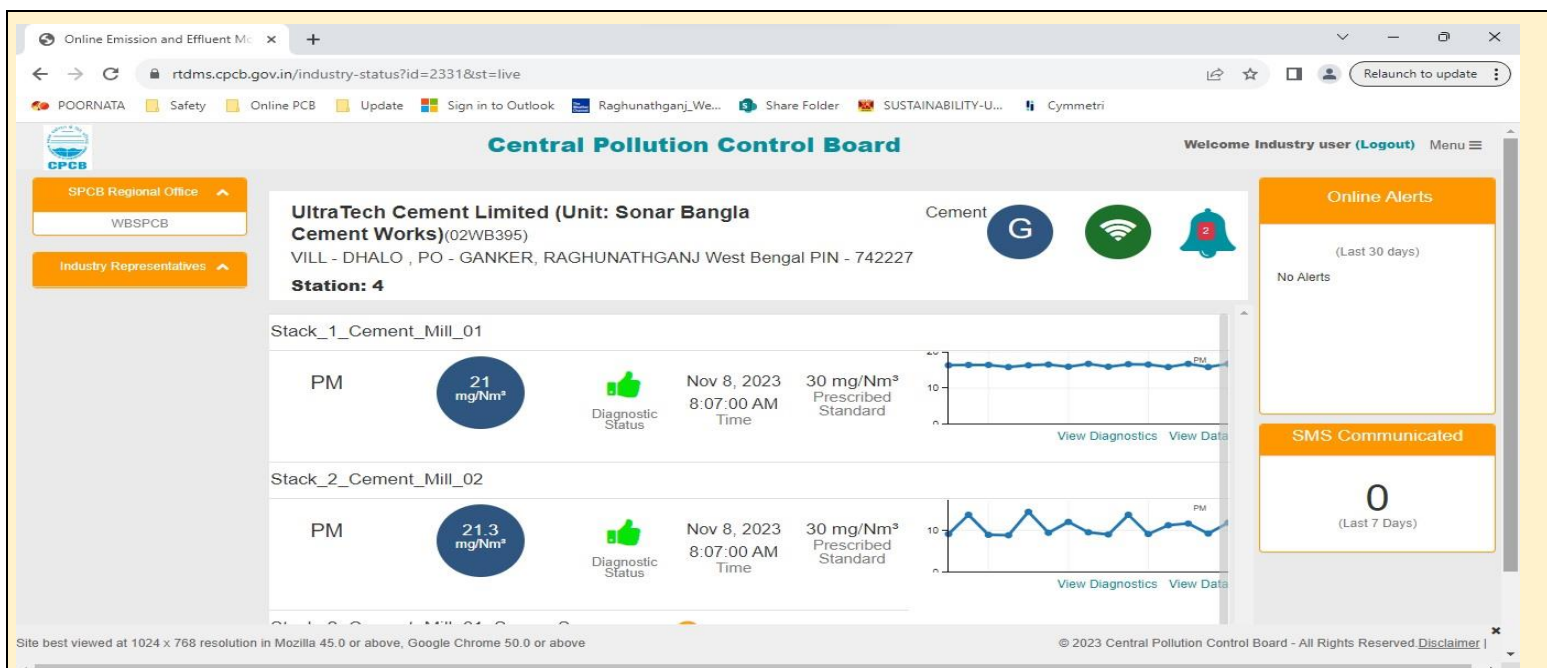 Online Emission and Effluent Mo
rtdms.cpcb.gov.in/industry-status?id=2331&st=live
Relaunch to update
POORNATA
Safety
Online PCB
Update
Sign in to Outlook
Raghunathganj_We...
Share Folder
SUSTAINABILITY-U...
Cymmetri
CPCB
Central Pollution Control Board
Welcome Industry user (Logout) Menu
SPCB Regional Office
WBSPCB
Industry Representatives
UltraTech Cement Limited (Unit: Sonar Bangla
Cement Works)(02WB395)
VILL - DHALO , PO - GANKER, RAGHUNATHGANJ West Bengal PIN - 742227
Station: 4
Cement
G
2
Online Alerts
(Last 30 days)
No Alerts
Stack_1_Cement_Mill_01
PM
21
mg/Nm³
Diagnostic
Status
Nov 8, 2023
8:07:00 AM
Time
30 mg/Nm³
Prescribed
Standard
20
PM
10
0
View Diagnostics View Data
SMS Communicated
0
(Last 7 Days)
Stack_2_Cement_Mill_02
PM
21.3
mg/Nm³
Diagnostic
Status
Nov 8, 2023
8:07:00 AM
Time
30 mg/Nm³
Prescribed
Standard
PM
10
0
View Diagnostics View Data
Site best viewed at 1024 x 768 resolution in Mozilla 45.0 or above, Google Chrome 50.0 or above
© 2023 Central Pollution Control Board - All Rights Reserved.Disclaimer |